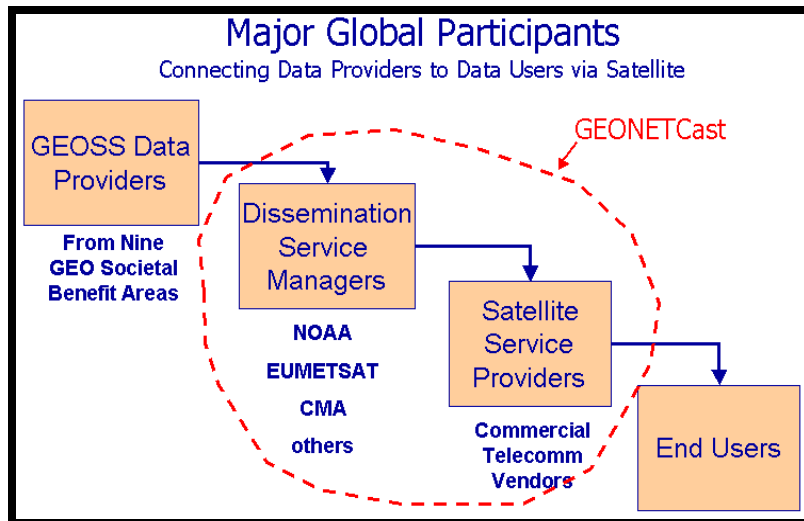 Major Global Participants
Connecting Data Providers to Data Users via Satellite
GEONETCast
GEOSS Data
Providers
From Nine
GEO Societal
Benefit Areas
Dissemination
Service
Managers
NOAA
EUMETSAT
CMA
others
Satellite
Service
Providers
Commercial
Telecomm
Vendors
End Users